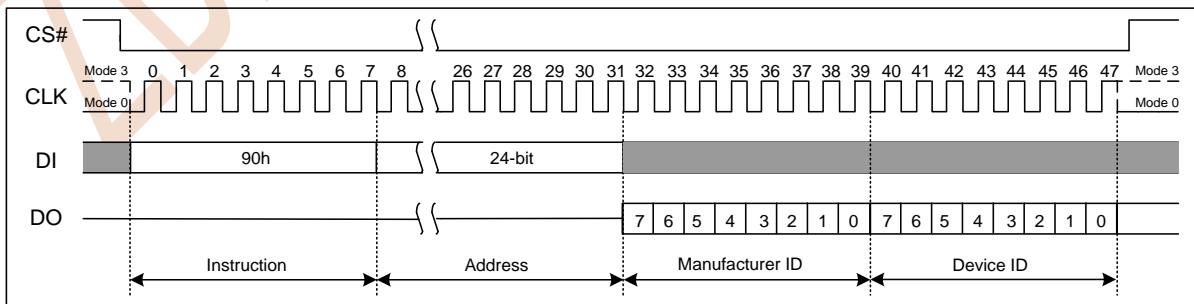 CS#
Mode 3 0 1 2 3 4 5 6 7 8 26 27 28 29 30 31 32 33 34 35 36 37 38 39 40 41 42 43 44 45 46 47 Mode 3
CLK
Mode 0 Mode 0
DI 90h 24-bit
DO 7 6 5 4 3 2 1 0 7 6 5 4 3 2 1 0
Instruction Address Manufacturer ID Device ID